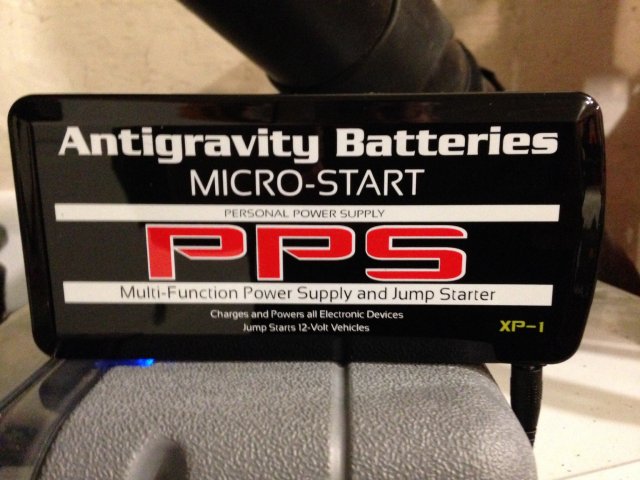 Antigravity Batteries
MICRO-START
PERSONAL POWER SUPPLY
PPS
Multi-Function Power Supply and Jump Starter
Charges and Powers all Electronic Devices
Jump Starts 12-Volt Vehicles
XP-1